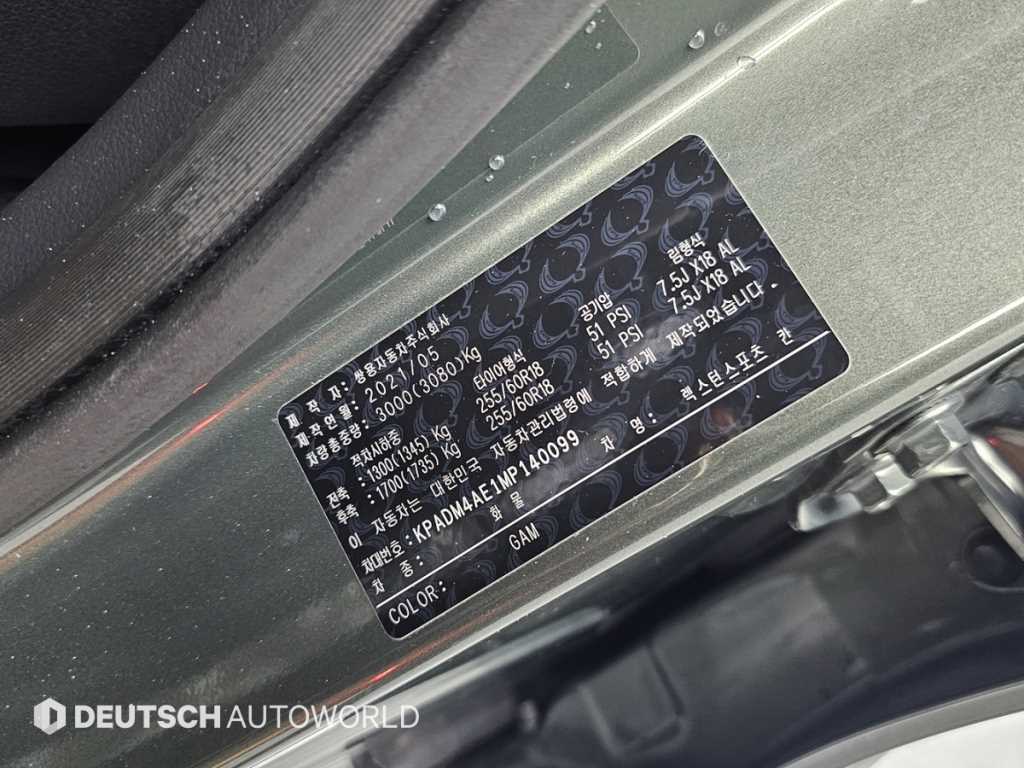 제 작 자: 쌍용자동차주식회사
제작연월: 2021/05
차량총중량: 3000(3080)Kg
적차시하중 타이어형식 공기압 림형식
전축: 1300(1345) Kg 255/60R18 51 PSI 7.5J X18 AL
후축: 1700(1735) Kg 255/60R18 51 PSI 7.5J X18 AL
이 자동차는 대한민국 자동차관리법령에 적합하게 제작되었습니다.
차대번호: KPADM4AE1MP140099
차 종: 화 물 차 명: 렉스턴스포츠 칸
COLOR: GAM
DEUTSCH AUTOWORLD